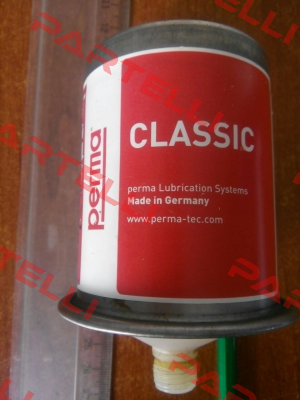 perma
CLASSIC
perma Lubrication Systems
Made in Germany
www.perma-tec.com
PARTELLI
PARTELLI
PARTELLI